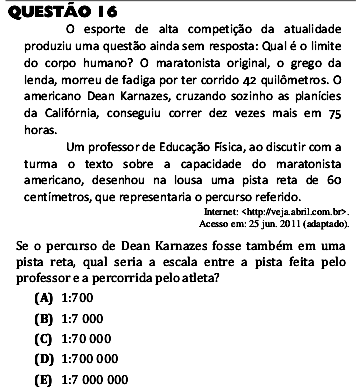 QUESTÃO 16
O esporte de alta competição da atualidade
produziu uma questão ainda sem resposta: Qual é o limite
do corpo humano? O maratonista original, o grego da
lenda, morreu de fadiga por ter corrido 42 quilômetros. O
americano Dean Karnazes, cruzando sozinho as planícies
da Califórnia, conseguiu correr dez vezes mais em 75
horas.
Um professor de Educação Física, ao discutir com a
turma o texto sobre a capacidade do maratonista
americano, desenhou na lousa uma pista reta de 60
centímetros, que representaria o percurso referido.
Internet: <http://veja.abril.com.br>.
Acesso em: 25 jun. 2011 (adaptado).
Se o percurso de Dean Karnazes fosse também em uma
pista reta, qual seria a escala entre a pista feita pelo
professor e a percorrida pelo atleta?
(A) 1:700
(B) 1:7 000
(C) 1:70 000
(D) 1:700 000
(E) 1:7 000 000